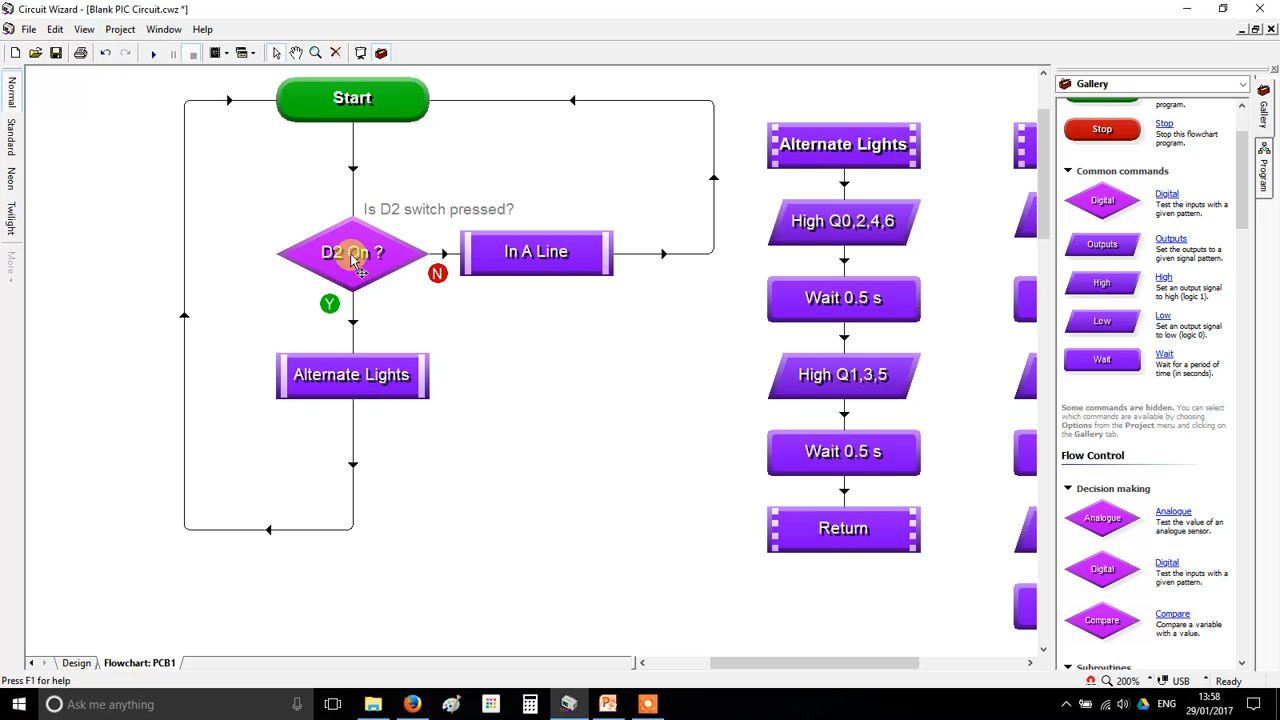 Circuit Wizard - [Blank PIC Circuit.cwz *]
File Edit View Project Window Help
Normal
Standard
Neon
Twilight
More
Start
Is D2 switch pressed?
D2 On ?
N
In A Line
Y
Alternate Lights
Alternate Lights
High Q0,2,4,6
Wait 0.5 s
High Q1,3,5
Wait 0.5 s
Return
Gallery
program.
Stop
Stop
Stop this flowchart
program.
Common commands
Digital
Digital
Test the inputs with a
given pattern.
Outputs
Outputs
Set the outputs to a
given signal pattern.
High
High
Set an output signal
to high (logic 1).
Low
Low
Set an output signal
to low (logic 0).
Wait
Wait
Wait for a period of
time (in seconds).
Some commands are hidden. You can select
which commands are available by choosing
Options from the Project menu and clicking on
the Gallery tab.
Flow Control
Decision making
Analogue
Analogue
Test the value of an
analogue sensor.
Digital
Digital
Test the inputs with a
given pattern.
Compare
Compare
Compare a variable
with a value.
Subroutines
Gallery
Program
Design
Flowchart: PCB1
Press F1 for help
200%
USB
Ready
Ask me anything
ENG
13:58
29/01/2017